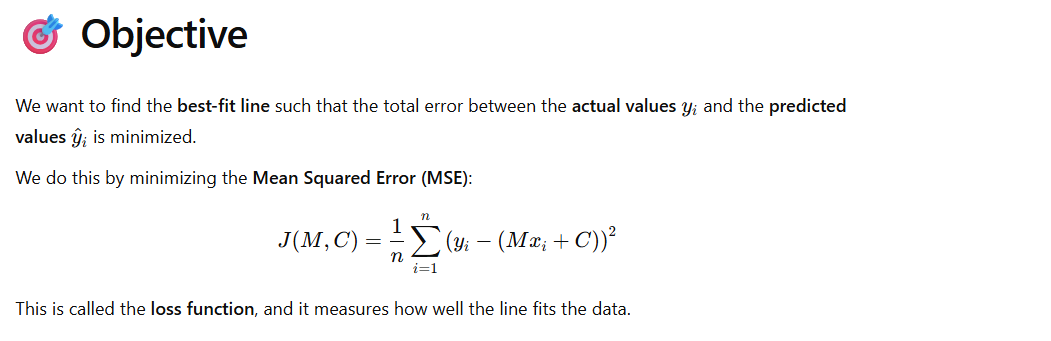 🎯 Objective
We want to find the best-fit line such that the total error between the actual values yᵢ and the predicted
values ŷᵢ is minimized.
We do this by minimizing the Mean Squared Error (MSE):
J(M, C) = \frac{1}{n} \sum_{i=1}^{n} (yᵢ − (Mxᵢ + C))²
This is called the loss function, and it measures how well the line fits the data.